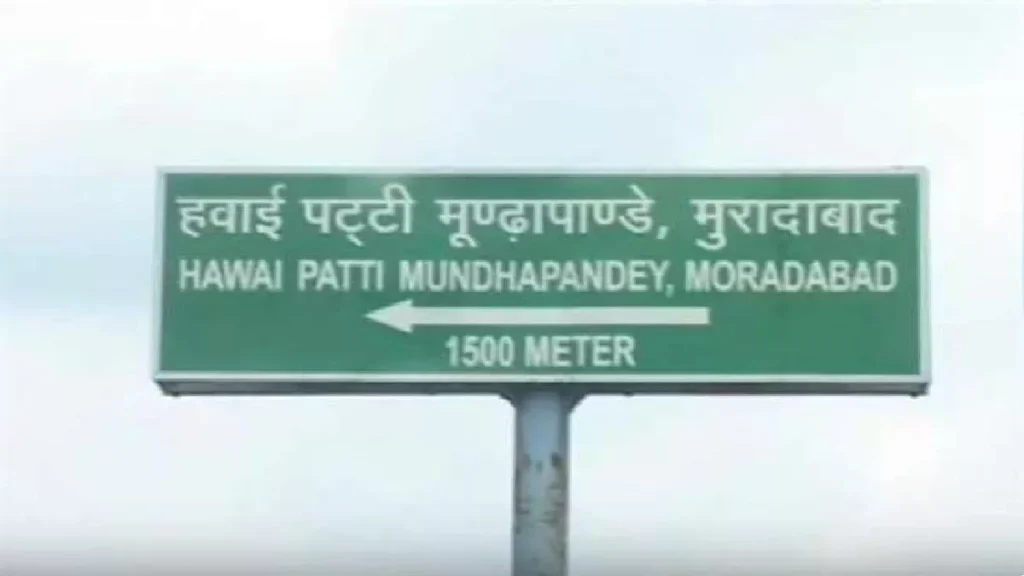 हवाई पट्टी मूण्ढ़ापाण्डे, मुरादाबाद
HAWAI PATTI MUNDHAPANDEY, MORADABAD
1500 METER